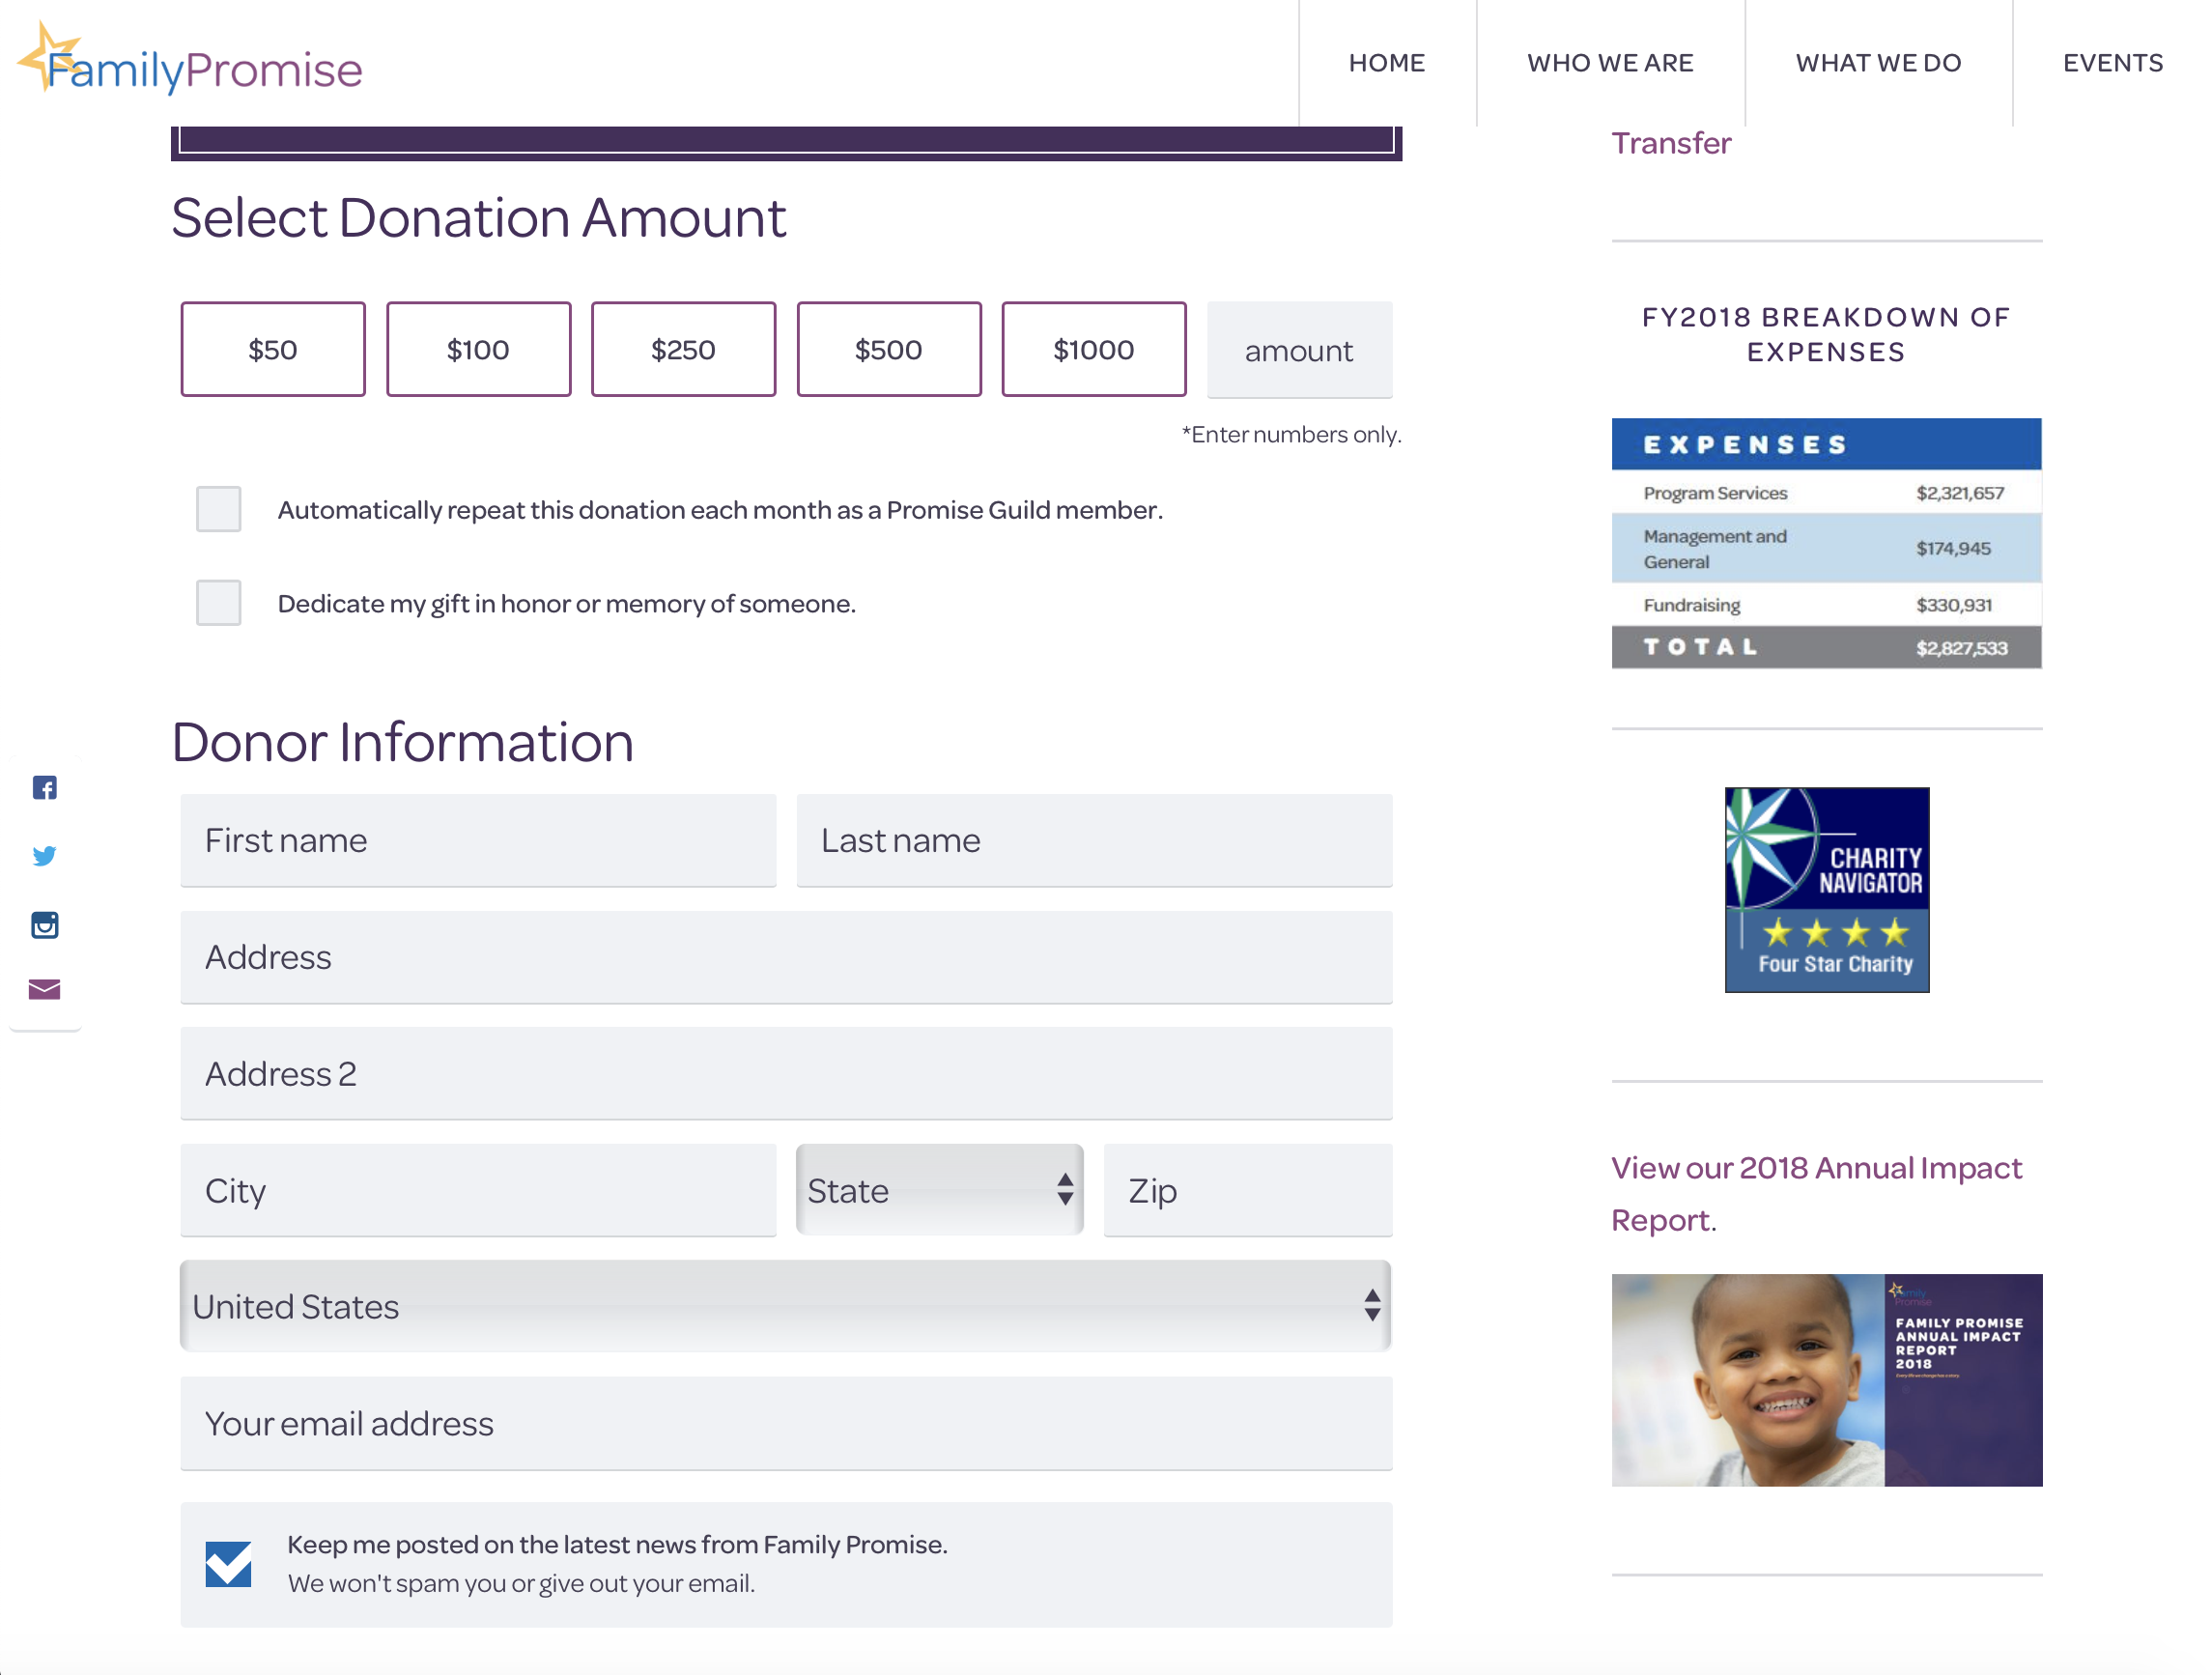 FamilyPromise
HOME
WHO WE ARE
WHAT WE DO
EVENTS
Select Donation Amount
$50
$100
$250
$500
$1000
amount
*Enter numbers only.
Automatically repeat this donation each month as a Promise Guild member.
Dedicate my gift in honor or memory of someone.
Donor Information
First name
Last name
Address
Address 2
City
State
Zip
United States
Your email address
Keep me posted on the latest news from Family Promise.
We won't spam you or give out your email.
Transfer
FY2018 BREAKDOWN OF
EXPENSES
EXPENSES
Program Services $2,321,657
Management and
General $174,945
Fundraising $330,931
TOTAL $2,827,533
CHARITY
NAVIGATOR
Four Star Charity
View our 2018 Annual Impact
Report.
Family
Promise
FAMILY PROMISE
ANNUAL IMPACT
REPORT
2018